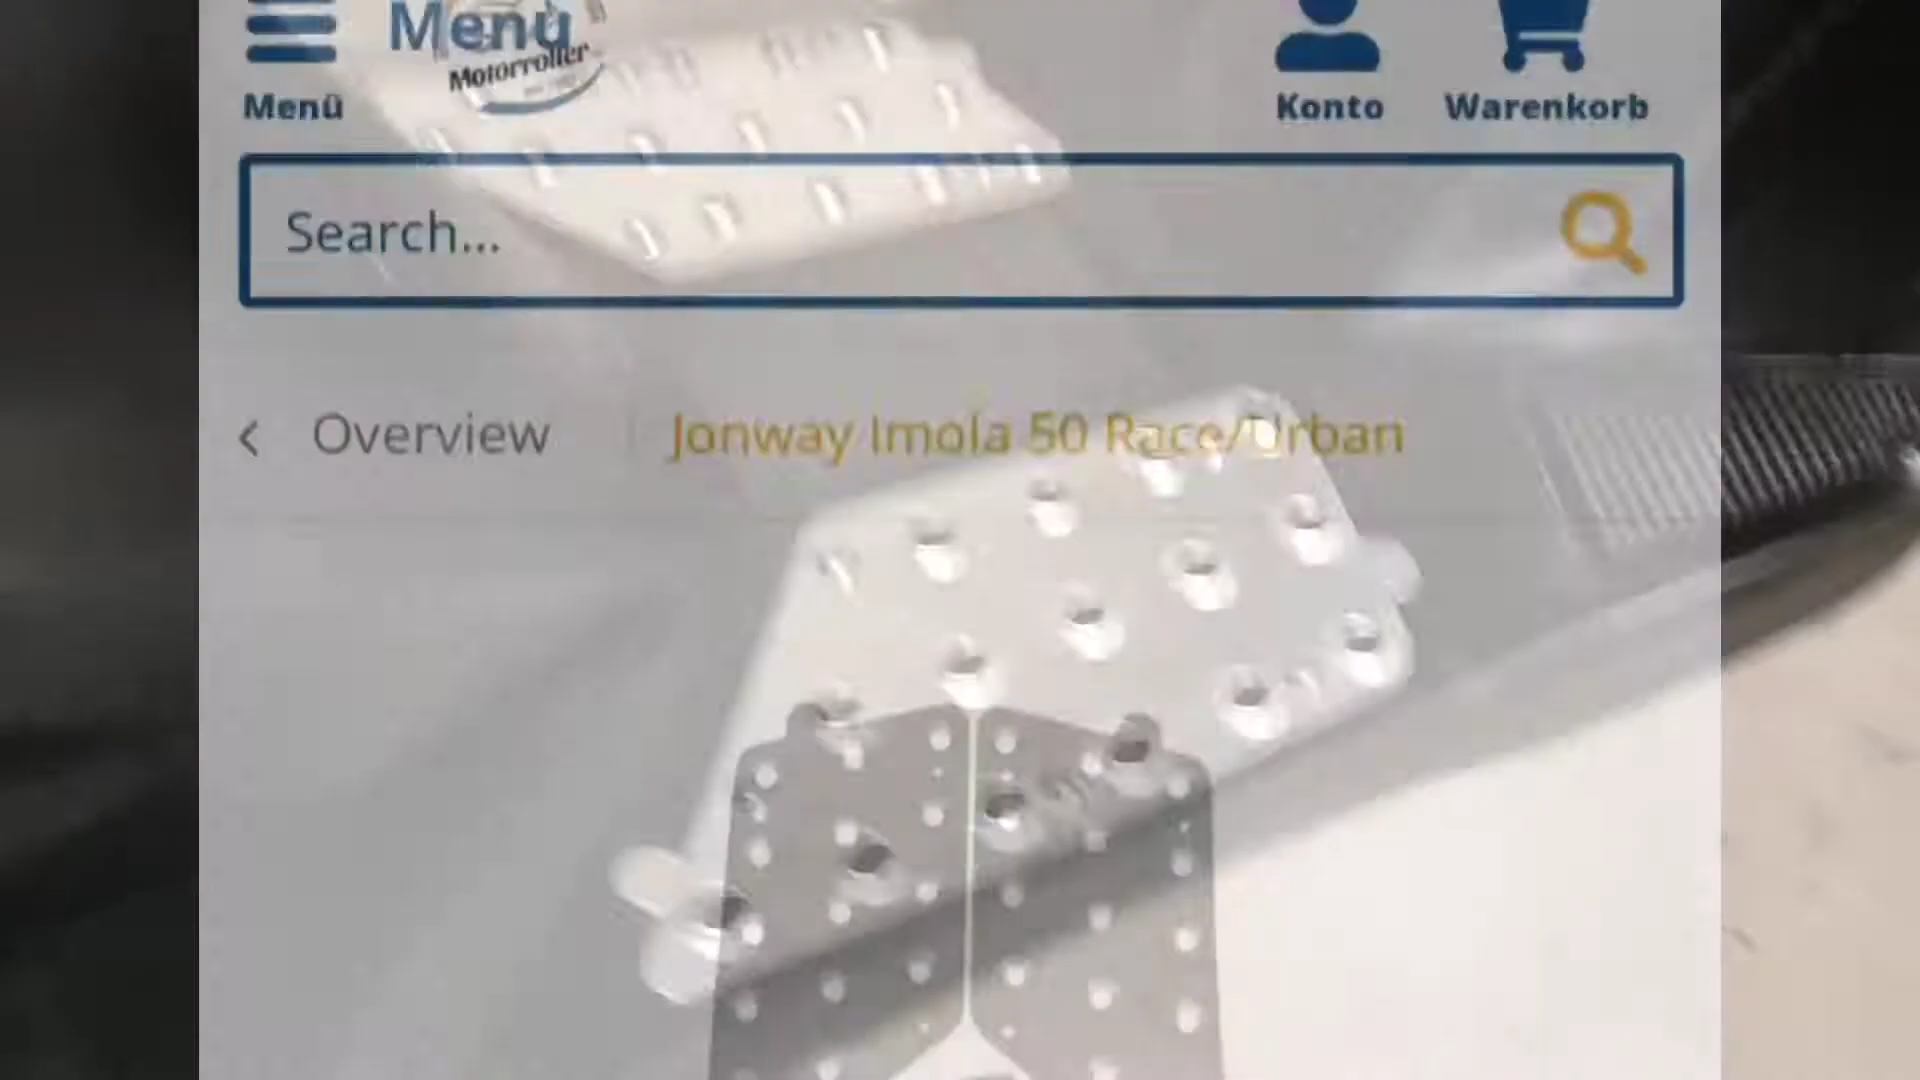 Menü
Motorroller
Menü
Konto
Warenkorb
Search...
< Overview
Jonway Imola 50 Race/Urban